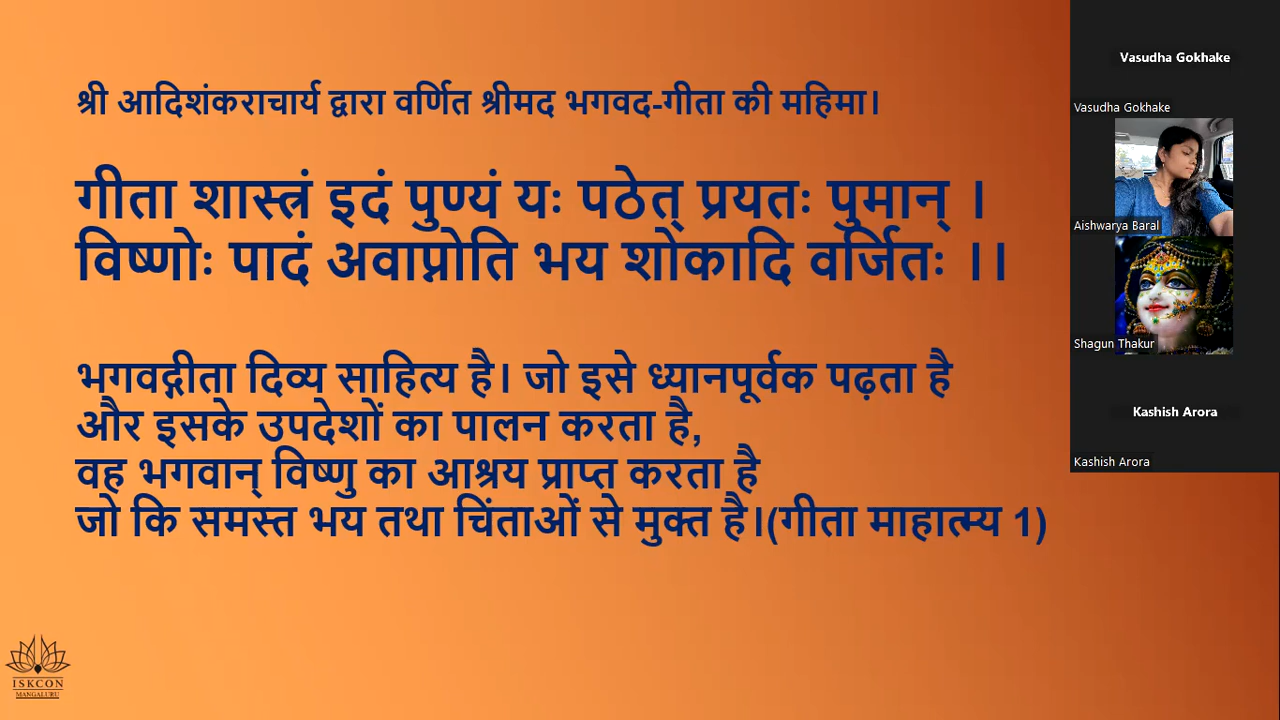 श्री आदिशंकराचार्य द्वारा वर्णित श्रीमद भगवद-गीता की महिमा।
गीता शास्त्रं इदं पुण्यं यः पठेत् प्रयतः पुमान् ।
विष्णोः पादं अवाप्नोति भय शोकादि वर्जितः ।।
भगवद्गीता दिव्य साहित्य है। जो इसे ध्यानपूर्वक पढ़ता है
और इसके उपदेशों का पालन करता है,
वह भगवान् विष्णु का आश्रय प्राप्त करता है
जो कि समस्त भय तथा चिंताओं से मुक्त है।(गीता माहात्म्य 1)
ISKCON
MANGALURU
Vasudha Gokhake
Vasudha Gokhake
Aishwarya Baral
Shagun Thakur
Kashish Arora
Kashish Arora